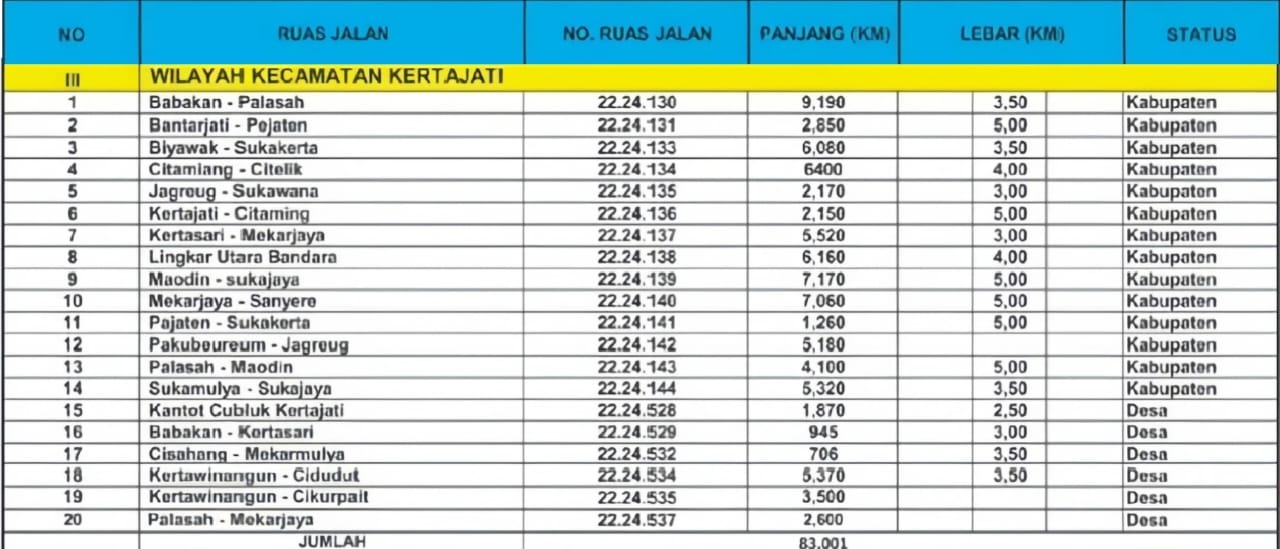 NO RUAS JALAN NO. RUAS JALAN PANJANG (KM) LEBAR (KM) STATUS
III WILAYAH KECAMATAN KERTAJATI
1 Babakan - Palasah 22.24.130 9,190 3,50 Kabupaten
2 Bantarjati - Pojaton 22.24.131 2,850 5,00 Kabupaten
3 Biyawak - Sukakerta 22.24.133 6,080 3,50 Kabupaten
4 Citamiang - Citelik 22.24.134 6400 4,00 Kabupaten
5 Jagreug - Sukawana 22.24.135 2,170 3,00 Kabupaten
6 Kertajati - Citaming 22.24.136 2,150 5,00 Kabupaten
7 Kertasari - Mekarjaya 22.24.137 5,520 3,00 Kabupaten
8 Lingkar Utara Bandara 22.24.138 6,160 4,00 Kabupaten
9 Maodin - sukajaya 22.24.139 7,170 5,00 Kabupaten
10 Mekarjaya - Sanyere 22.24.140 7,060 5,00 Kabupaten
11 Pajaten - Sukakerta 22.24.141 1,260 5,00 Kabupaten
12 Pakubeureum - Jagreug 22.24.142 5,180 Kabupaten
13 Palasah - Maodin 22.24.143 4,100 5,00 Kabupaten
14 Sukamulya - Sukajaya 22.24.144 5,320 3,50 Kabupaten
15 Kantot Cubluk Kertajati 22.24.528 1,870 2,50 Desa
16 Babakan - Kertasari 22.24.529 945 3,00 Desa
17 Cisahang - Mekarmulya 22.24.532 706 3,50 Desa
18 Kertawinangun - Cidudut 22.24.534 5,370 3,50 Desa
19 Kertawinangun - Cikurpait 22.24.535 3,500 Desa
20 Palasah - Mekarjaya 22.24.537 2,600 Desa
JUMLAH 83.001